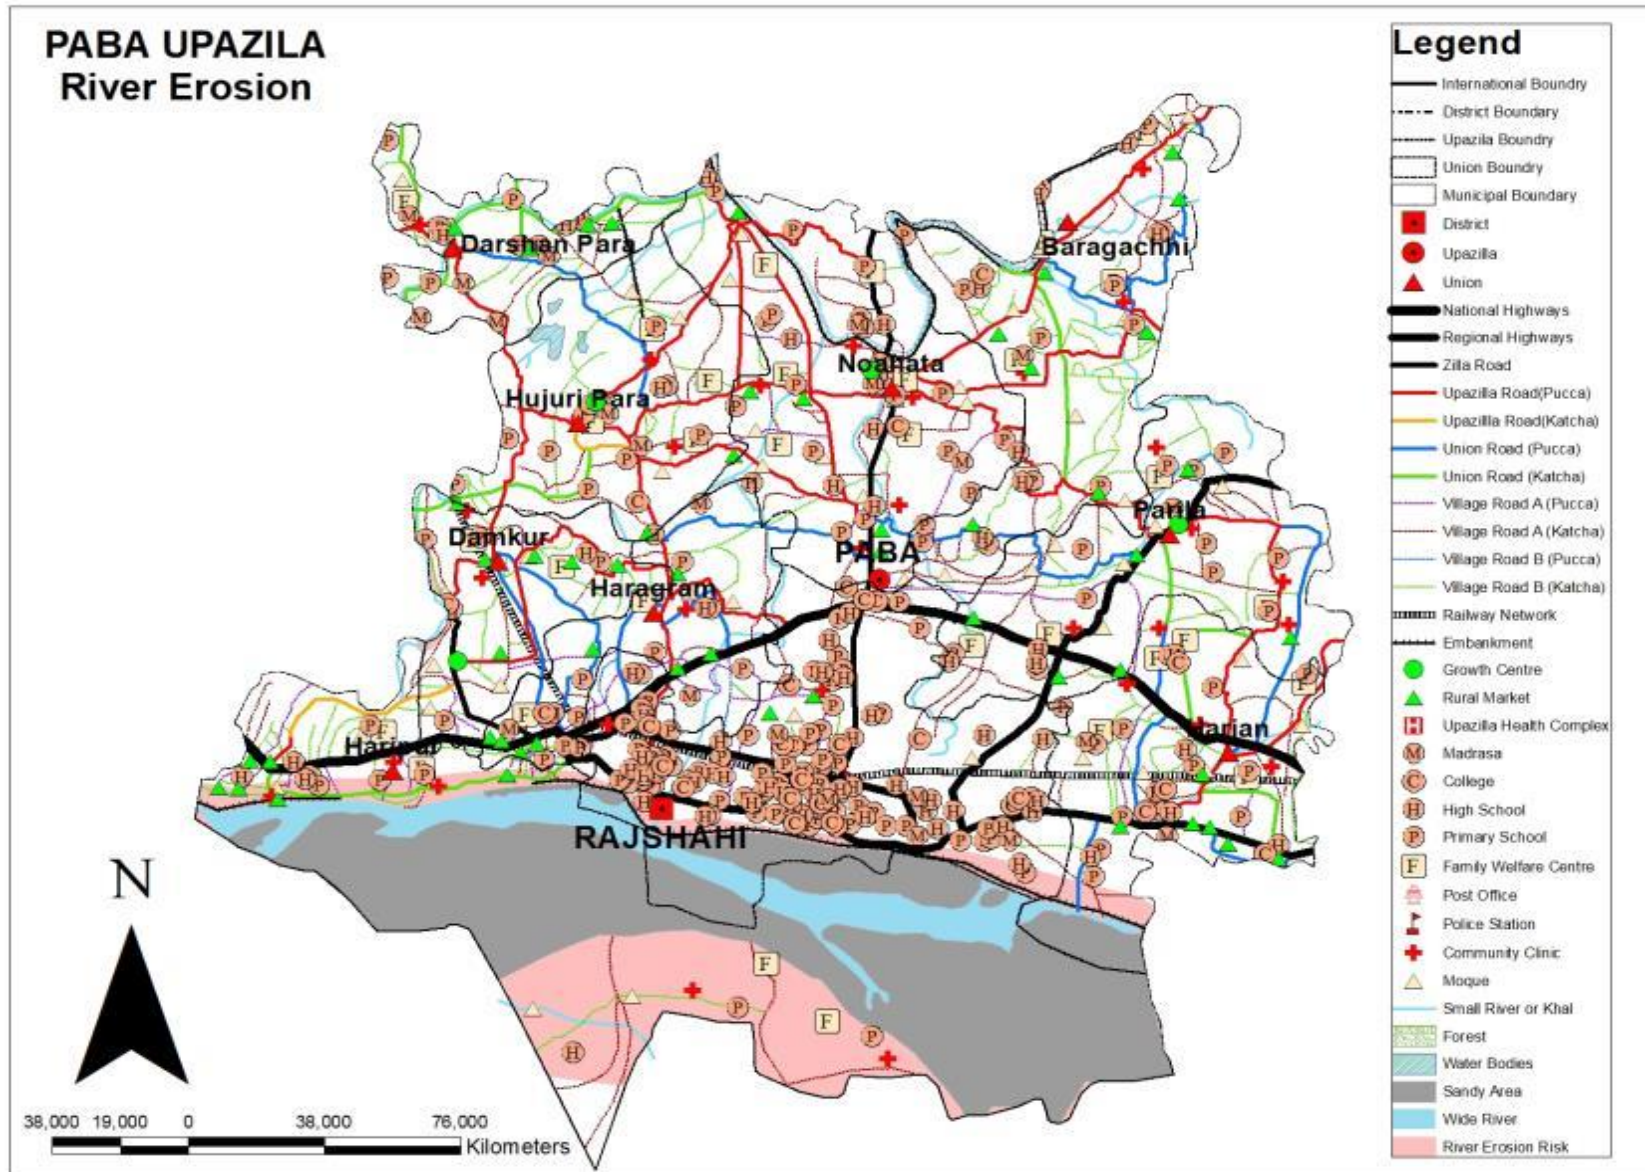 PABA UPAZILA
River Erosion
Legend
International Boundry
District Boundary
Upazila Boundry
Union Boundry
Municipal Boundary
District
Upazilla
Union
National Highways
Regional Highways
Zilla Road
Upazilla Road(Pucca)
Upazillla Road(Katcha)
Union Road (Pucca)
Union Road (Katcha)
Village Road A (Pucca)
Village Road A (Katcha)
Village Road B (Pucca)
Village Road B (Katcha)
Railway Network
Embankment
Growth Centre
Rural Market
H Upazilla Health Complex
M Madrasa
C College
H High School
P Primary School
F Family Welfare Centre
Post Office
Police Station
Community Clinic
Moque
Small River or Khal
Forest
Water Bodies
Sandy Area
Wide River
River Erosion Risk
Darshan Para
Baragachhi
Noahata
Hujuri Para
Parila
Damkur
PABA
Haragram
Haripur
Harian
RAJSHAHI
N
38,000 19,000 0 38,000 76,000
Kilometers